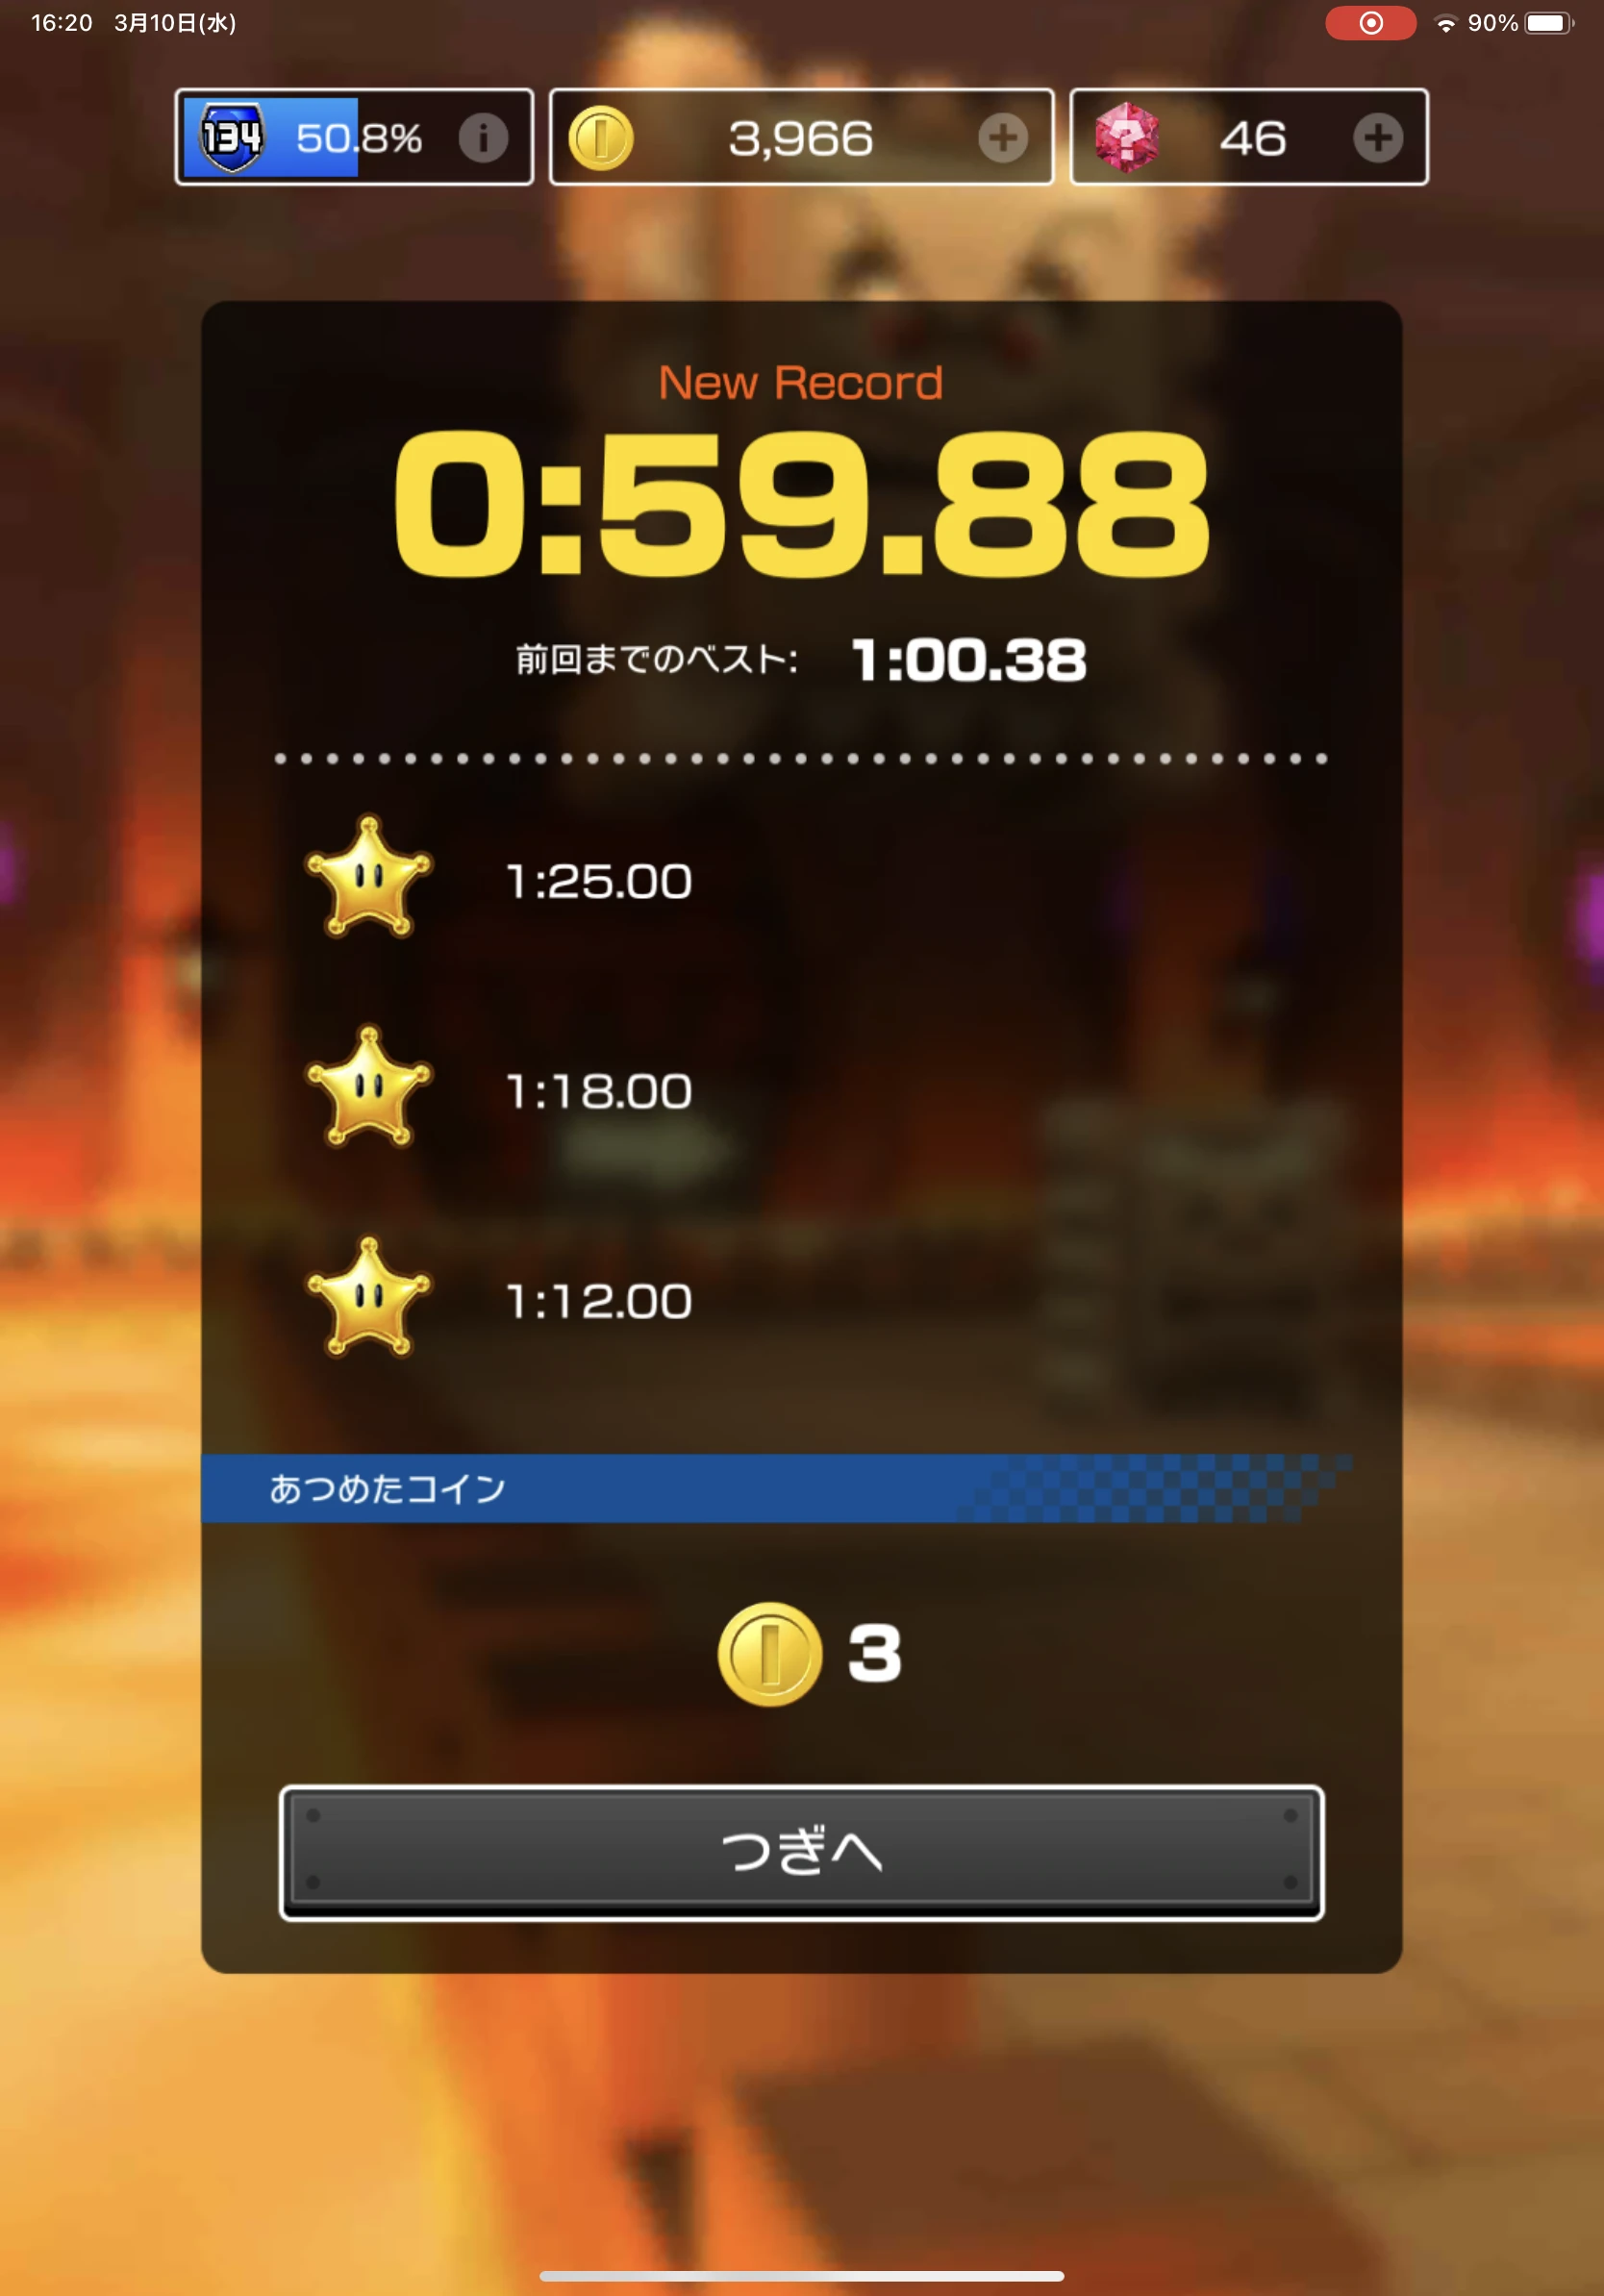 16:20 3月10日(水) 90%
134 50.8% 3,966 46
New Record
0:59.88
前回までのベスト: 1:00.38
1:25.00
1:18.00
1:12.00
あつめたコイン
3
つぎへ